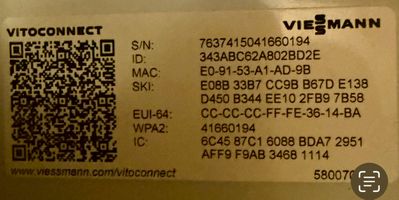 VITOCONNECT
VIESSMANN
S/N: 7637415041660194
ID: 343ABC62A802BD2E
MAC: E0-91-53-A1-AD-9B
SKI: E08B 33B7 CC9B B67D E138
D450 B344 EE10 2FB9 7B58
EUI-64: CC-CC-CC-FF-FE-36-14-BA
WPA2: 41660194
IC: 6C45 87C1 6088 BDA7 2951
AFF9 F9AB 3468 1114
www.viessmann.com/vitoconnect